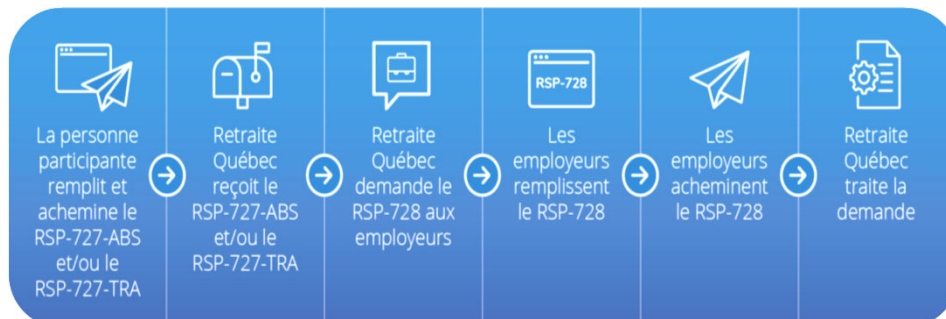 La personne
participante
remplit et
achemine le
RSP-727-ABS
et/ou le
RSP-727-TRA
Retraite
Québec
reçoit le
RSP-727-ABS
et/ou le
RSP-727-TRA
Retraite
Québec
demande le
RSP-728 aux
employeurs
RSP-728
Les
employeurs
remplissent
le RSP-728
Les
employeurs
acheminent
le RSP-728
Retraite
Québec
traite la
demande